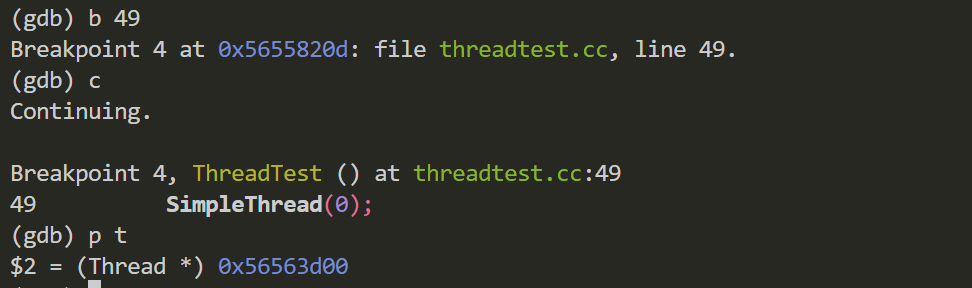 (gdb) b 49
Breakpoint 4 at 0x5655820d: file threadtest.cc, line 49.
(gdb) c
Continuing.

Breakpoint 4, ThreadTest () at threadtest.cc:49
49          SimpleThread(0);
(gdb) p t
$2 = (Thread *) 0x56563d00